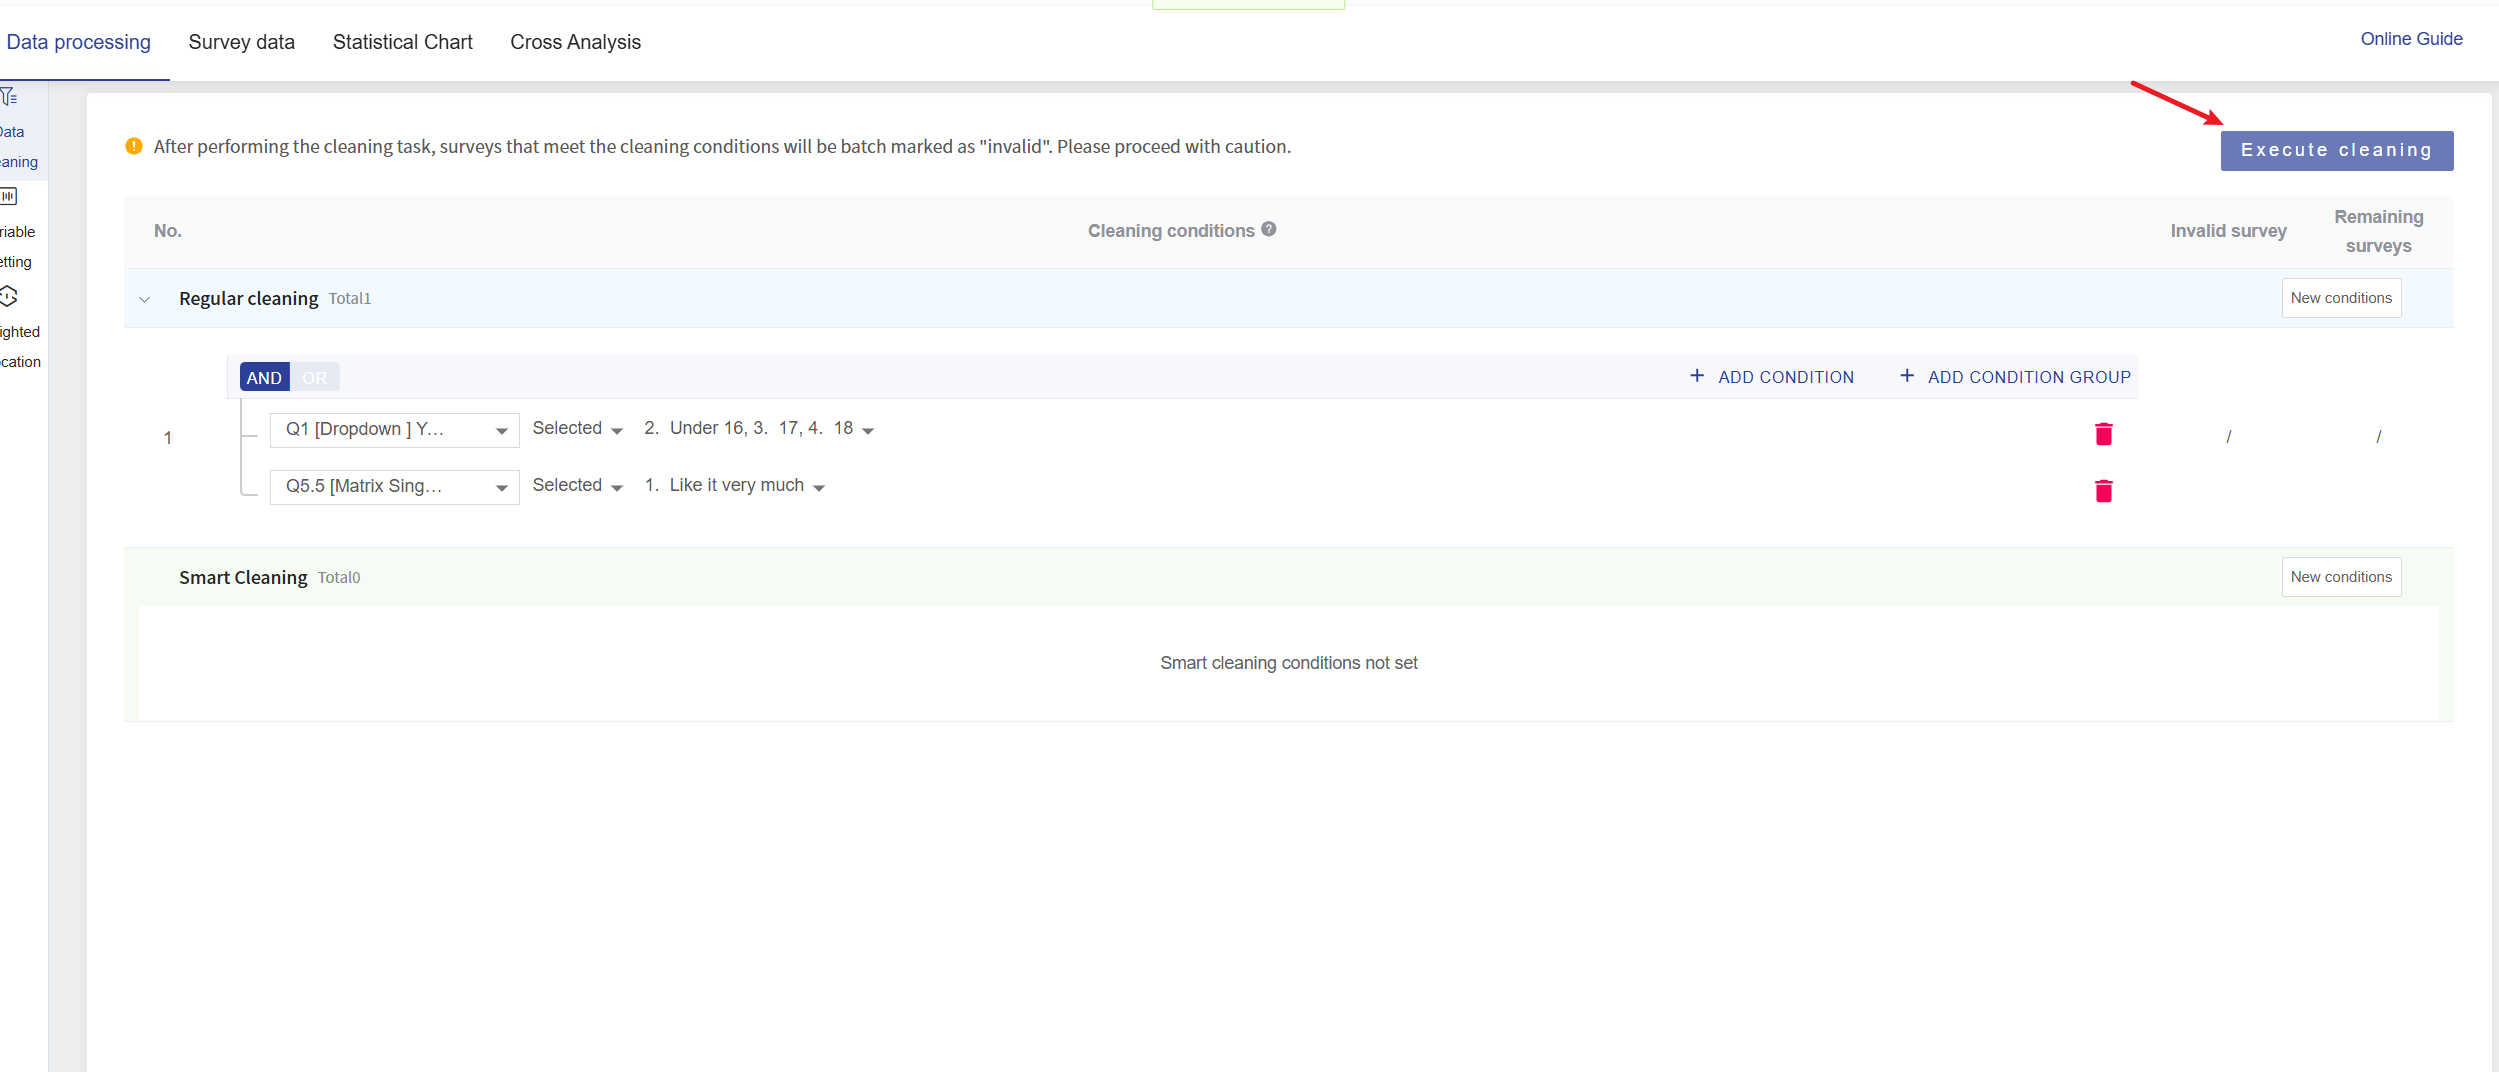 Data processing Survey data Statistical Chart Cross Analysis Online Guide
Data
eaning
riable
etting
ighted
ocation
After performing the cleaning task, surveys that meet the cleaning conditions will be batch marked as "invalid". Please proceed with caution. Execute cleaning
No. Cleaning conditions ? Invalid survey Remaining surveys
Regular cleaning Total1 New conditions
AND OR + ADD CONDITION + ADD CONDITION GROUP
1
Q1 [Dropdown ] Y… Selected 2. Under 16, 3. 17, 4. 18 / /
Q5.5 [Matrix Sing… Selected 1. Like it very much
Smart Cleaning Total0 New conditions
Smart cleaning conditions not set